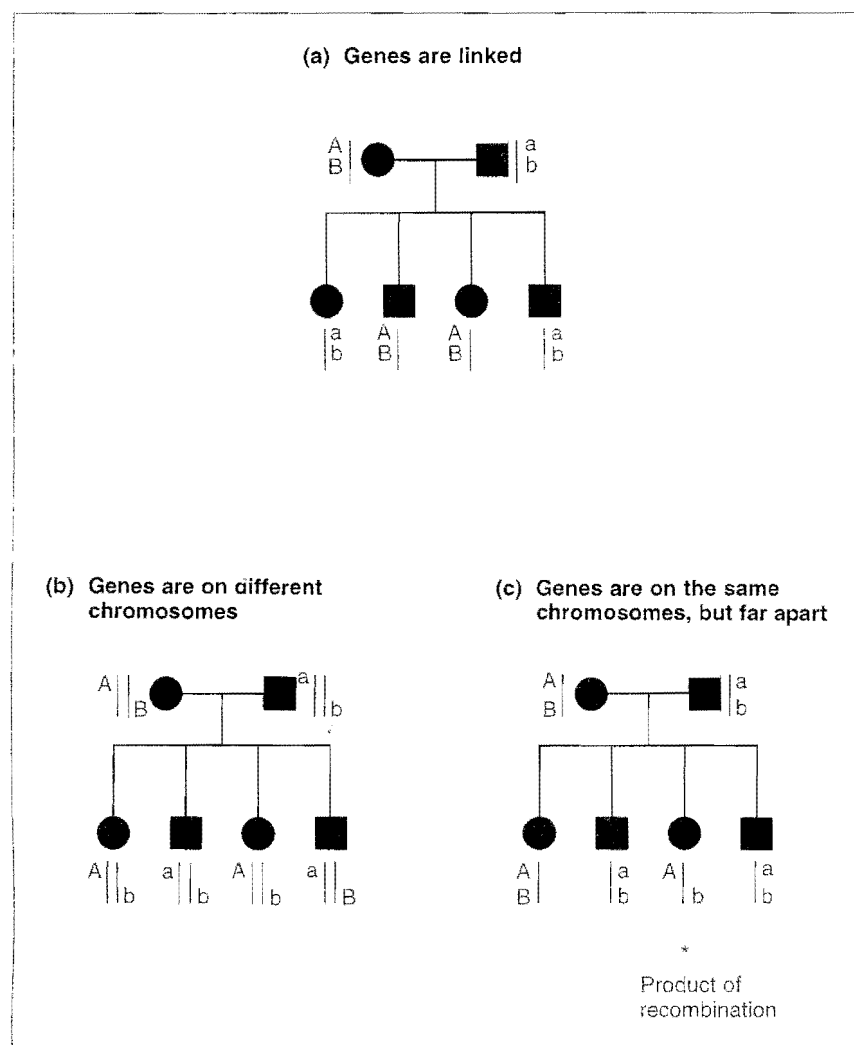 (a) Genes are linked
A a
B b
a A A a
b B B b
(b) Genes are on different
chromosomes
A B a b
A b a b A b a B
(c) Genes are on the same
chromosomes, but far apart
A a
B b
A a A a
B b b b
*
Product of
recombination